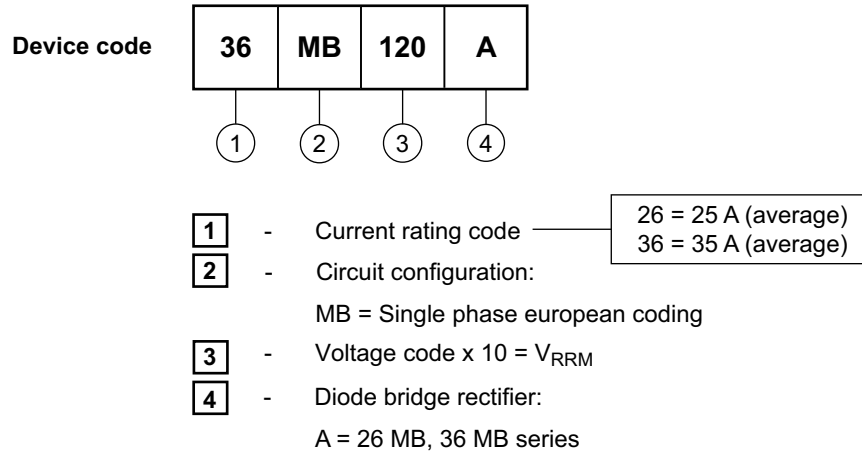 Device code 36 MB 120 A
1 2 3 4
1 - Current rating code
26 = 25 A (average)
36 = 35 A (average)
2 - Circuit configuration:
MB = Single phase european coding
3 - Voltage code x 10 = VRRM
4 - Diode bridge rectifier:
A = 26 MB, 36 MB series